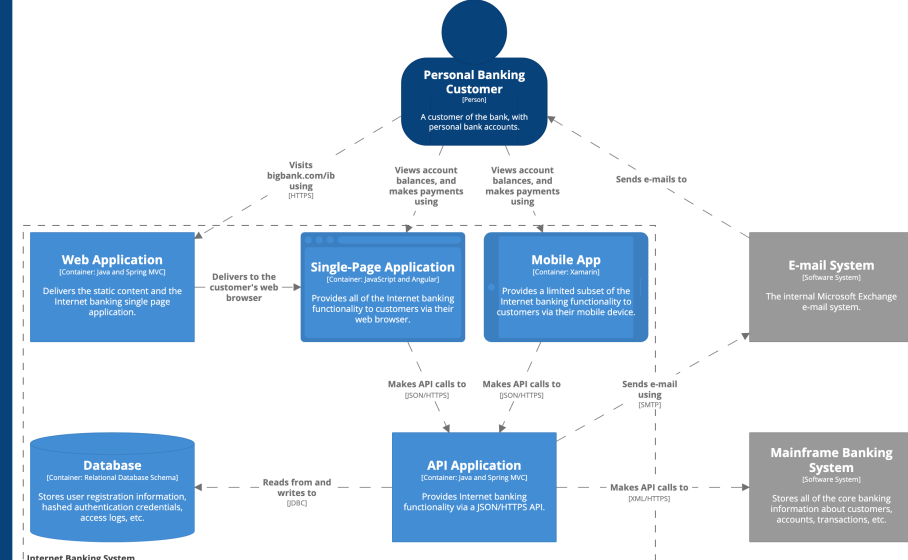 Personal Banking
Customer
[Person]
A customer of the bank, with
personal bank accounts.
Visits
bigbank.com/ib
using
[HTTPS]
Views account
balances, and
makes payments
using
Views account
balances, and
makes payments
using
Sends e-mails to
Web Application
[Container: Java and Spring MVC]
Delivers the static content and the
Internet banking single page
application.
Delivers to the
customer's web
browser
Single-Page Application
[Container: JavaScript and Angular]
Provides all of the Internet banking
functionality to customers via their
web browser.
Mobile App
[Container: Xamarin]
Provides a limited subset of the
Internet banking functionality to
customers via their mobile device.
E-mail System
[Software System]
The internal Microsoft Exchange
e-mail system.
Makes API calls to
[JSON/HTTPS]
Makes API calls to
[JSON/HTTPS]
Sends e-mail
using
[SMTP]
Database
[Container: Relational Database Schema]
Stores user registration information,
hashed authentication credentials,
access logs, etc.
Reads from and
writes to
[JDBC]
API Application
[Container: Java and Spring MVC]
Provides Internet banking
functionality via a JSON/HTTPS API.
Makes API calls to
[XML/HTTPS]
Mainframe Banking
System
[Software System]
Stores all of the core banking
information about customers,
accounts, transactions, etc.
Internet Banking System